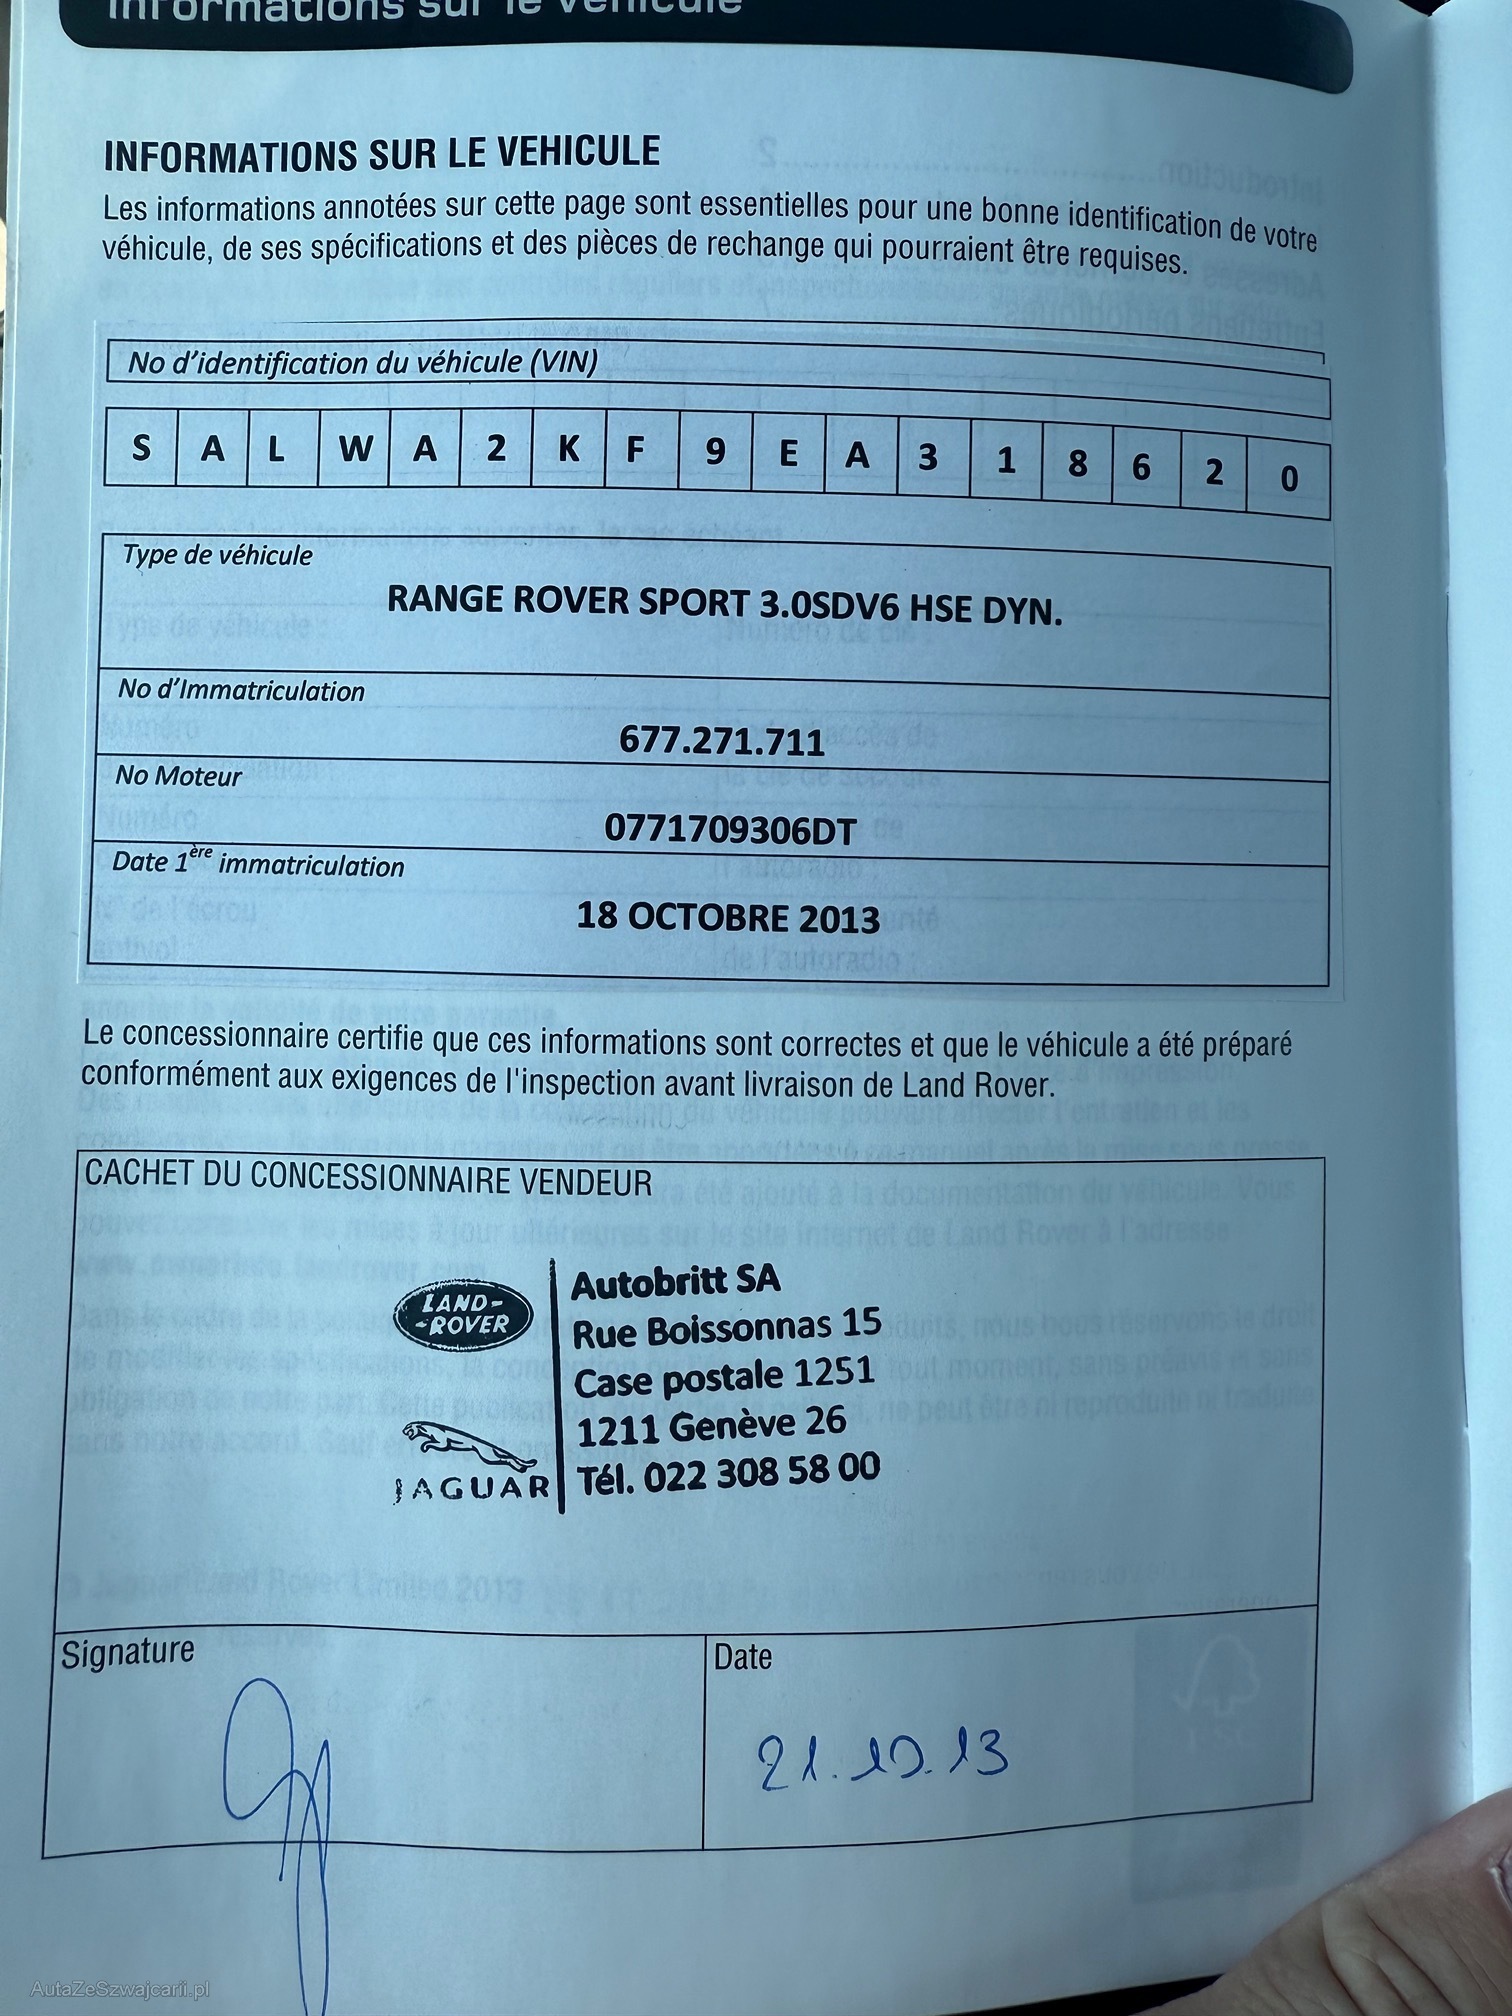 Informations sur le véhicule
INFORMATIONS SUR LE VEHICULE
Les informations annotées sur cette page sont essentielles pour une bonne identification de votre
véhicule, de ses spécifications et des pièces de rechange qui pourraient être requises.
No d'identification du véhicule (VIN)
S A L W A 2 K F 9 E A 3 1 8 6 2 0
Type de véhicule
RANGE ROVER SPORT 3.0SDV6 HSE DYN.
No d'Immatriculation
677.271.711
No Moteur
0771709306DT
Date 1ère immatriculation
18 OCTOBRE 2013
Le concessionnaire certifie que ces informations sont correctes et que le véhicule a été préparé
conformément aux exigences de l'inspection avant livraison de Land Rover.
CACHET DU CONCESSIONNAIRE VENDEUR
LAND-
-ROVER
JAGUAR
Autobritt SA
Rue Boissonnas 15
Case postale 1251
1211 Genève 26
Tél. 022 308 58 00
Signature
Date
21.10.13
AutaZeSzwajcarii.pl